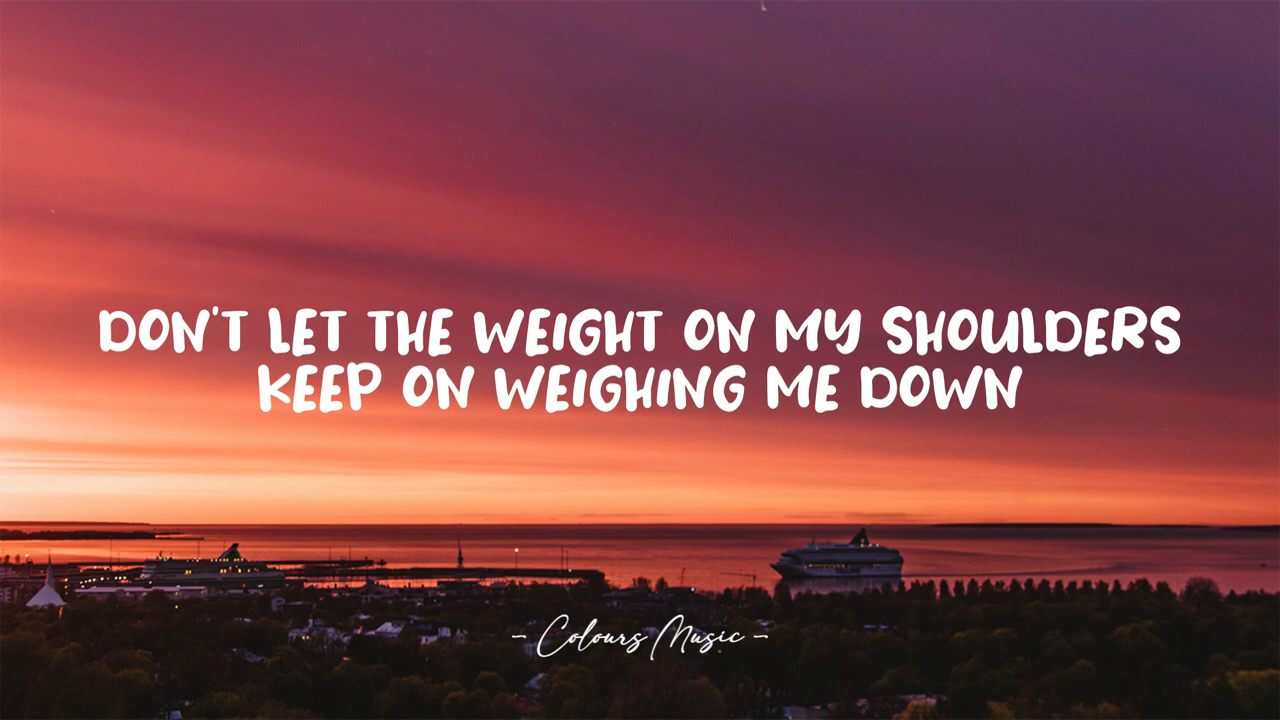 DON'T LET THE WEIGHT ON MY SHOULDERS
KEEP ON WEIGHING ME DOWN
- Colours Music -